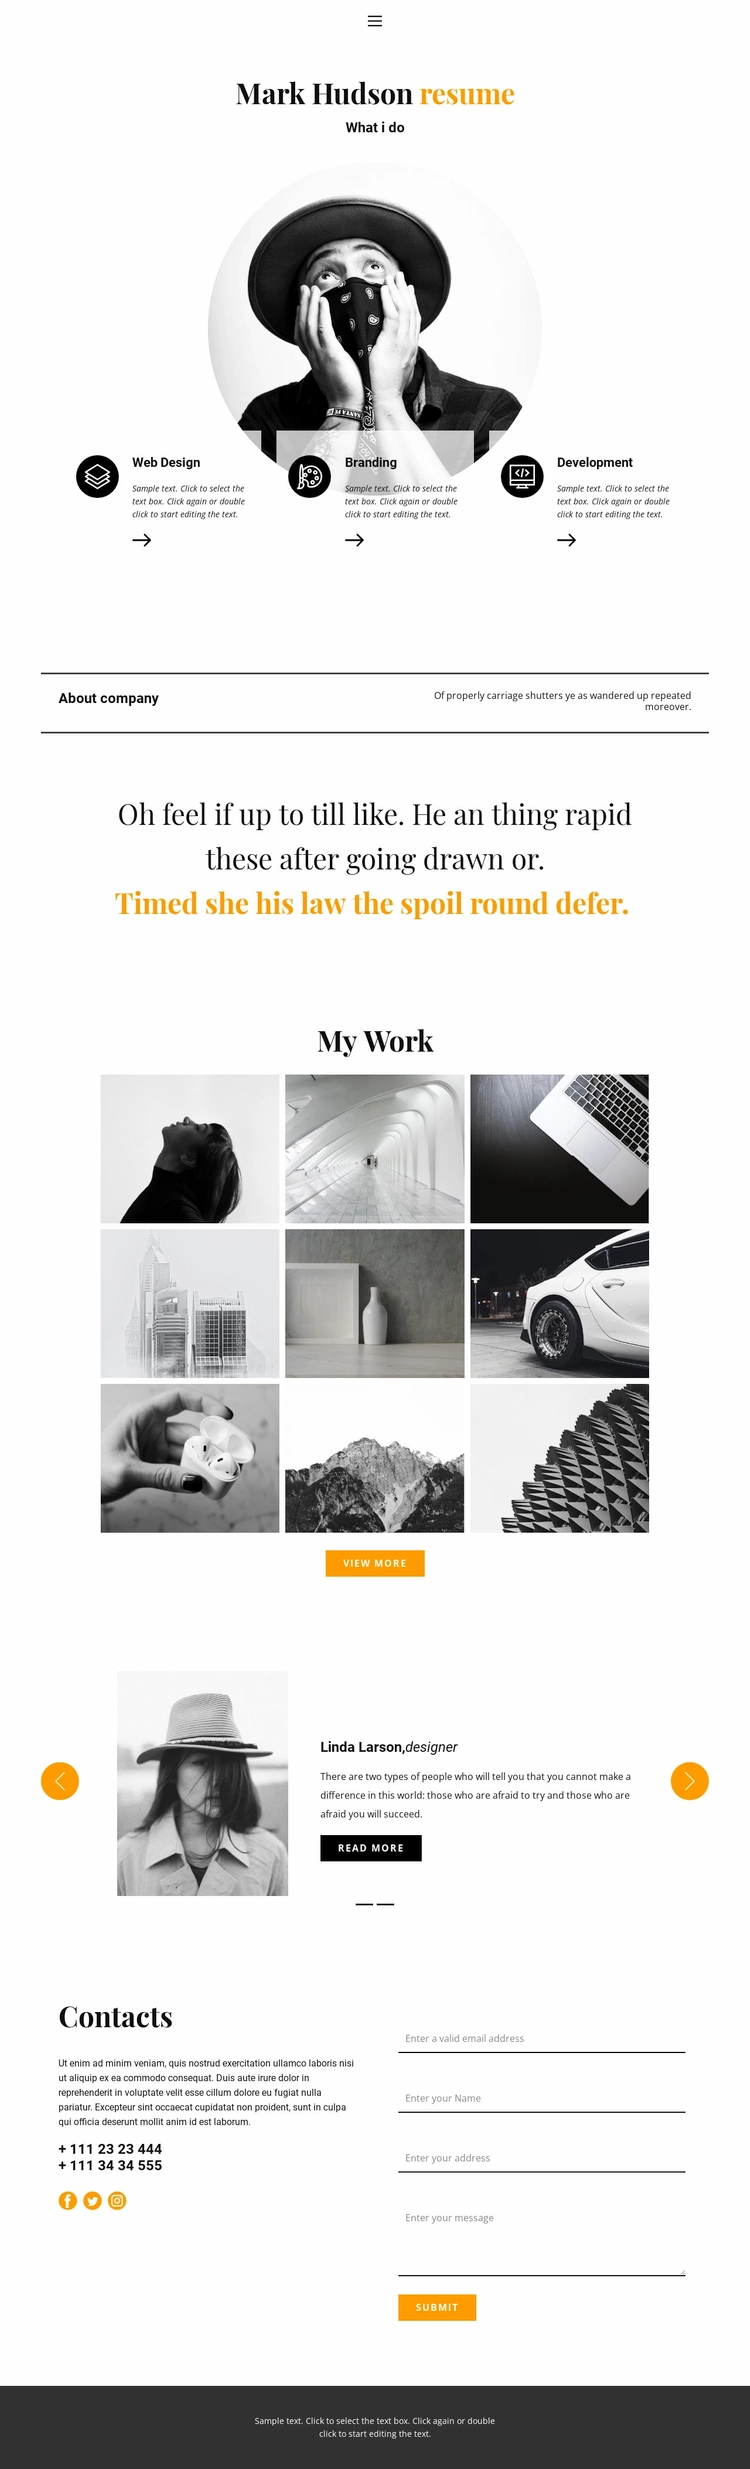 Mark Hudson resume
What i do
Web Design
Sample text. Click to select the
text box. Click again or double
click to start editing the text.
Branding
Sample text. Click to select the
text box. Click again or double
click to start editing the text.
Development
Sample text. Click to select the
text box. Click again or double
click to start editing the text.
About company
Of properly carriage shutters ye as wandered up repeated
moreover.
Oh feel if up to till like. He an thing rapid
these after going drawn or.
Timed she his law the spoil round defer.
My Work
VIEW MORE
Linda Larson,designer
There are two types of people who will tell you that you cannot make a
difference in this world: those who are afraid to try and those who are
afraid you will succeed.
READ MORE
Contacts
Ut enim ad minim veniam, quis nostrud exercitation ullamco laboris nisi
ut aliquip ex ea commodo consequat. Duis aute irure dolor in
reprehenderit in voluptate velit esse cillum dolore eu fugiat nulla
pariatur. Excepteur sint occaecat cupidatat non proident, sunt in culpa
qui officia deserunt mollit anim id est laborum.
+ 111 23 23 444
+ 111 34 34 555
Enter a valid email address
Enter your Name
Enter your address
Enter your message
SUBMIT
Sample text. Click to select the text box. Click again or double
click to start editing the text.